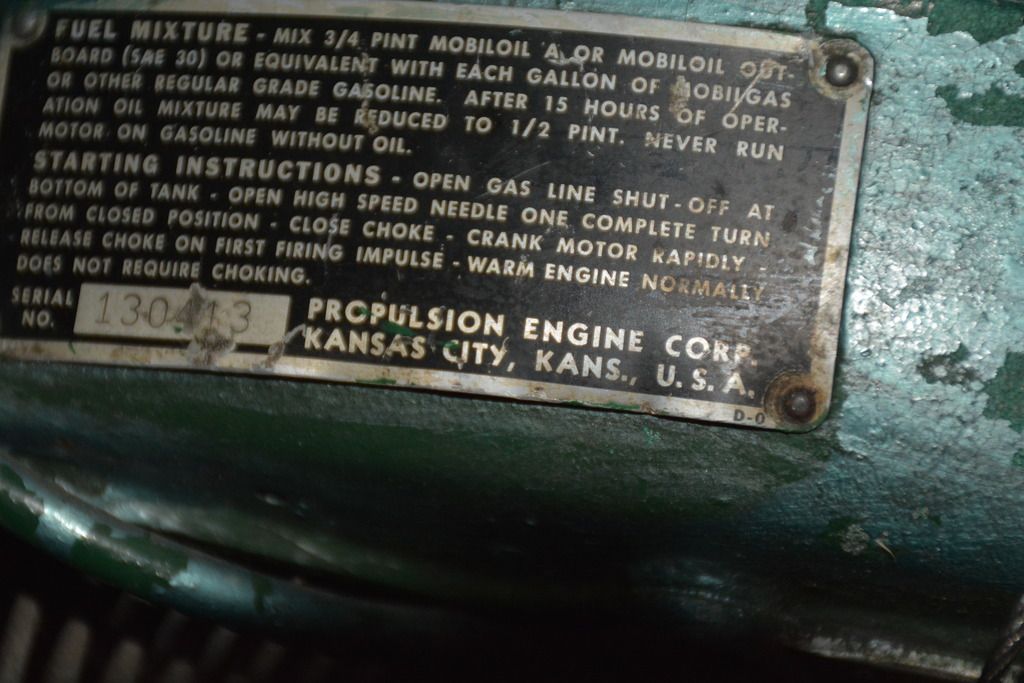 FUEL MIXTURE - MIX 3/4 PINT MOBILOIL A OR MOBILOIL OUT-
BOARD (SAE 30) OR EQUIVALENT WITH EACH GALLON OF MOBILGAS
OR OTHER REGULAR GRADE GASOLINE. AFTER 15 HOURS OF OPER-
ATION OIL MIXTURE MAY BE REDUCED TO 1/2 PINT. NEVER RUN
MOTOR ON GASOLINE WITHOUT OIL.
STARTING INSTRUCTIONS - OPEN GAS LINE SHUT-OFF AT
BOTTOM OF TANK - OPEN HIGH SPEED NEEDLE ONE COMPLETE TURN
FROM CLOSED POSITION - CLOSE CHOKE - CRANK MOTOR RAPIDLY -
RELEASE CHOKE ON FIRST FIRING IMPULSE - WARM ENGINE NORMALLY
DOES NOT REQUIRE CHOKING.
SERIAL
NO. 130413
PROPULSION ENGINE CORP.
KANSAS CITY, KANS., U. S. A.
D-0